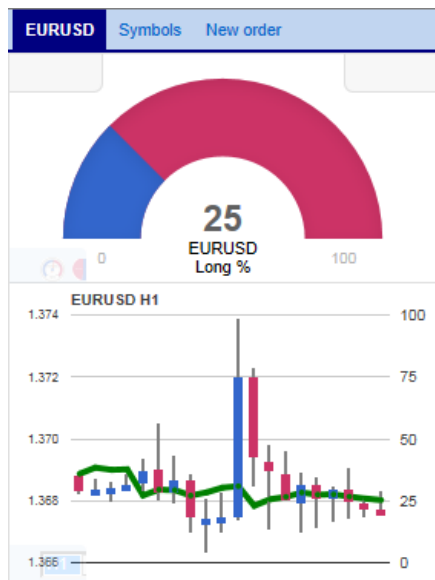 EURUSD Symbols New order
25
EURUSD
Long %
0 100
EURUSD H1
1.374 100
1.372 75
1.370 50
1.368 25
1.366 0